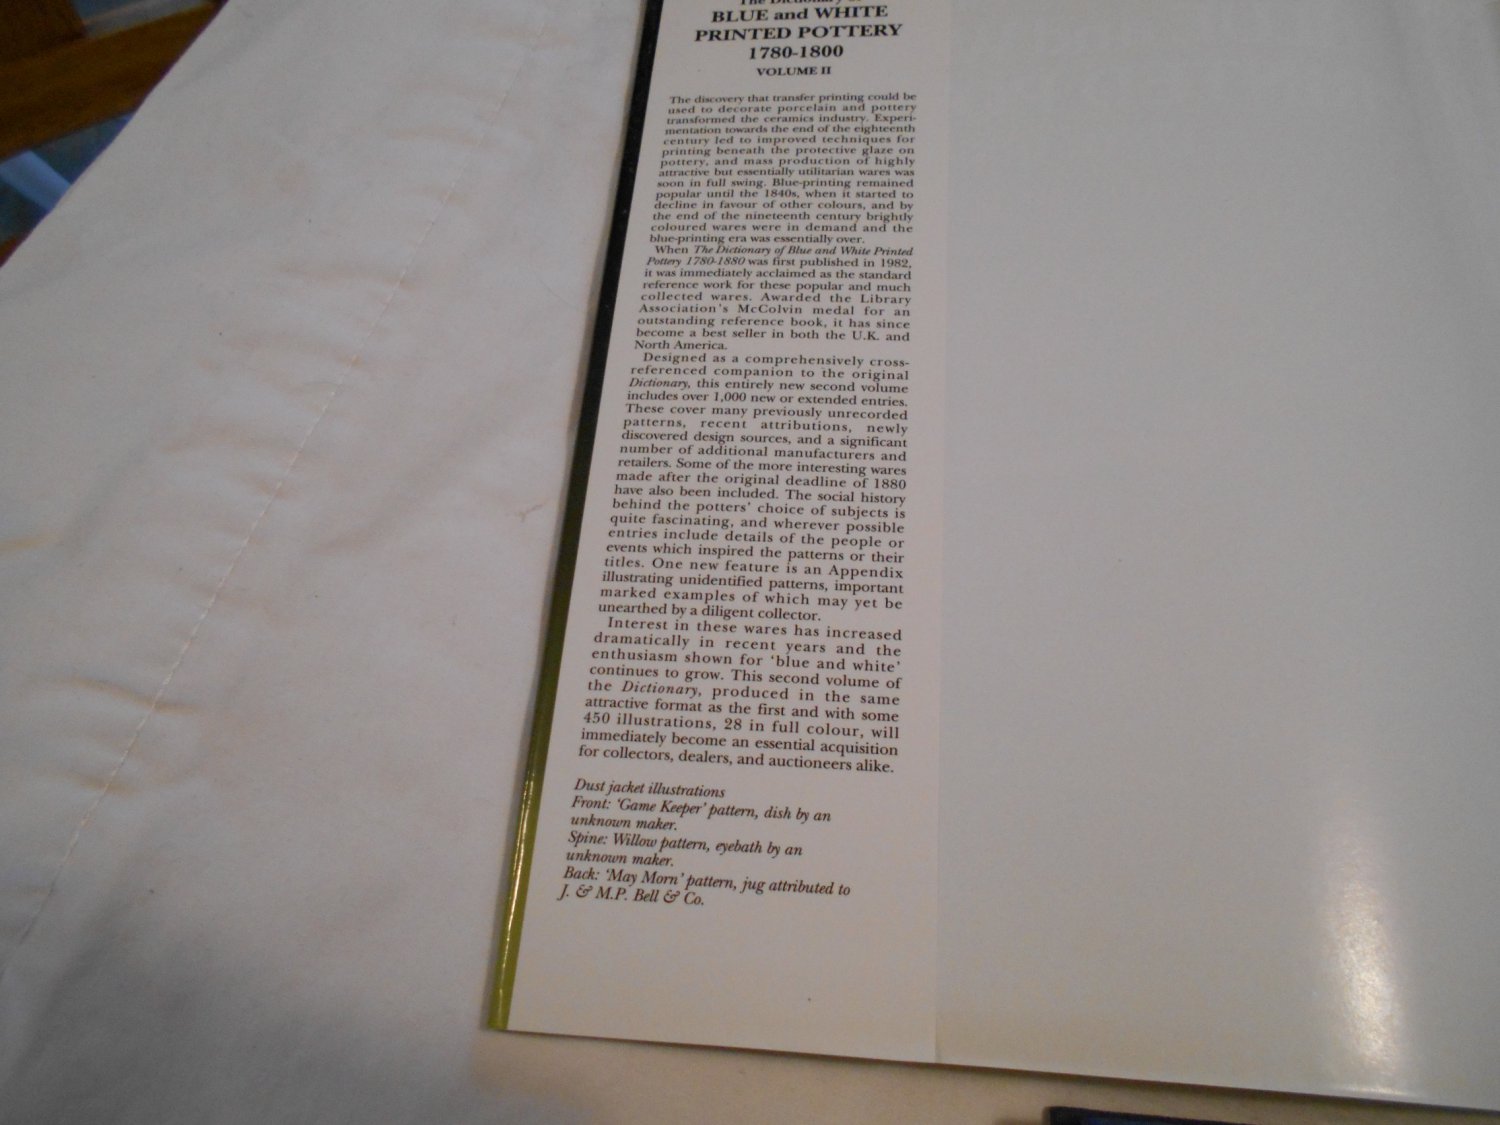 The Dictionary of
BLUE and WHITE
PRINTED POTTERY
1780-1800
VOLUME II
The discovery that transfer printing could be
used to decorate porcelain and pottery
transformed the ceramics industry. Experi-
mentation towards the end of the eighteenth
century led to improved techniques for
printing beneath the protective glaze on
pottery, and mass production of highly
attractive but essentially utilitarian wares was
soon in full swing. Blue-printing remained
popular until the 1840s, when it started to
decline in favour of other colours, and by
the end of the nineteenth century brightly
coloured wares were in demand and the
blue-printing era was essentially over.
When The Dictionary of Blue and White Printed
Pottery 1780-1880 was first published in 1982,
it was immediately acclaimed as the standard
reference work for these popular and much
collected wares. Awarded the Library
Association's McColvin medal for an
outstanding reference book, it has since
become a best seller in both the U.K. and
North America.
Designed as a comprehensively cross-
referenced companion to the original
Dictionary, this entirely new second volume
includes over 1,000 new or extended entries.
These cover many previously unrecorded
patterns, recent attributions, newly
discovered design sources, and a significant
number of additional manufacturers and
retailers. Some of the more interesting wares
made after the original deadline of 1880
have also been included. The social history
behind the potters' choice of subjects is
quite fascinating, and wherever possible
entries include details of the people or
events which inspired the patterns or their
titles. One new feature is an Appendix
illustrating unidentified patterns, important
marked examples of which may yet be
unearthed by a diligent collector.
Interest in these wares has increased
dramatically in recent years and the
enthusiasm shown for 'blue and white'
continues to grow. This second volume of
the Dictionary, produced in the same
attractive format as the first and with some
450 illustrations, 28 in full colour, will
immediately become an essential acquisition
for collectors, dealers, and auctioneers alike.
Dust jacket illustrations
Front: 'Game Keeper' pattern, dish by an
unknown maker.
Spine: Willow pattern, eyebath by an
unknown maker.
Back: 'May Morn' pattern, jug attributed to
J. & M.P. Bell & Co.